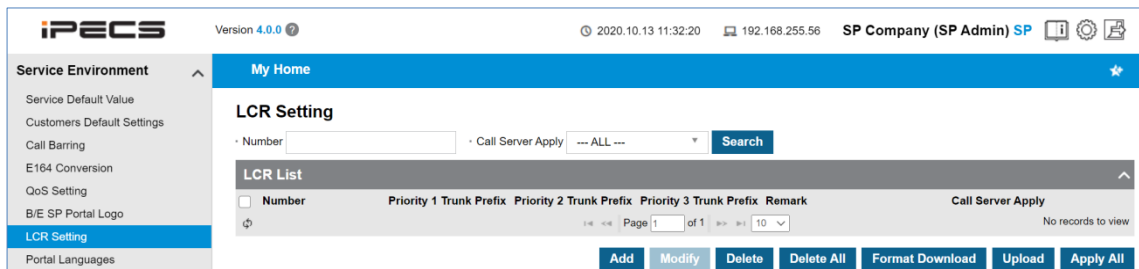 iPECS Version 4.0.0 ? 2020.10.13 11:32:20 192.168.255.56 SP Company (SP Admin) SP i
Service Environment
My Home
Service Default Value
Customers Default Settings
Call Barring
E164 Conversion
QoS Setting
B/E SP Portal Logo
LCR Setting
Portal Languages
LCR Setting
Number Call Server Apply --- ALL --- Search
LCR List
Number Priority 1 Trunk Prefix Priority 2 Trunk Prefix Priority 3 Trunk Prefix Remark Call Server Apply
Page 1 of 1 10 No records to view
Add Modify Delete Delete All Format Download Upload Apply All